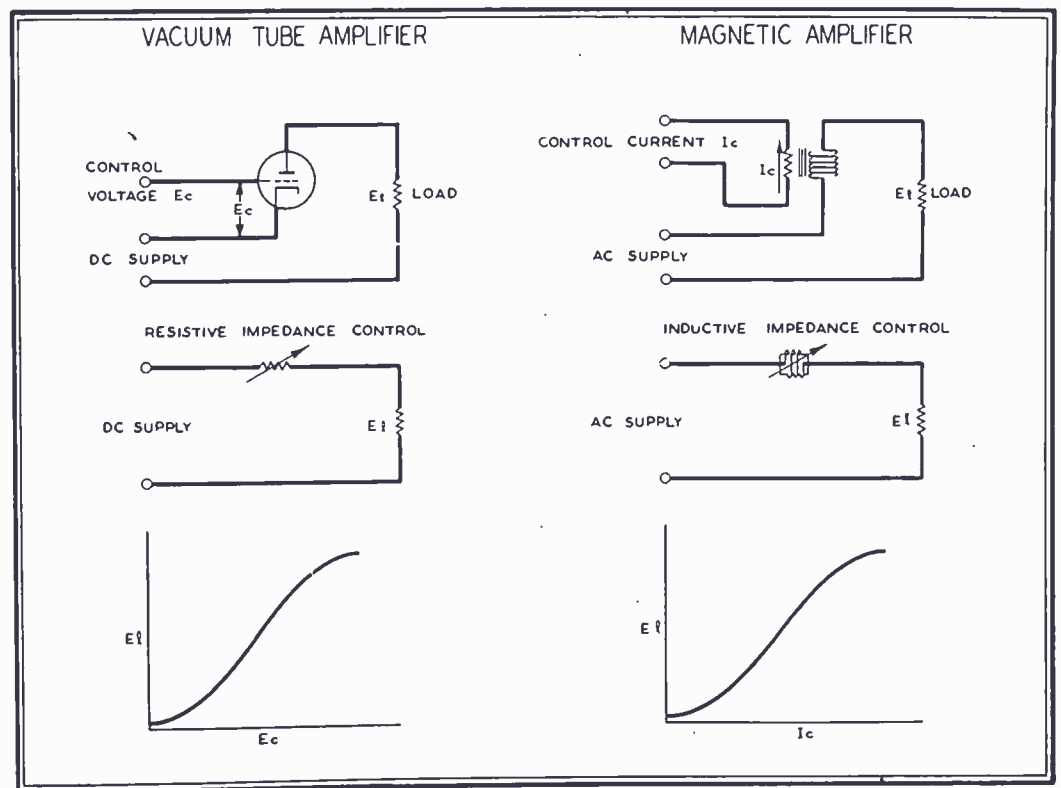 VACUUM TUBE AMPLIFIER
CONTROL
VOLTAGE Ec
Ec
Et LOAD
DC SUPPLY
RESISTIVE IMPEDANCE CONTROL
DC SUPPLY
El
El
Ec
MAGNETIC AMPLIFIER
CONTROL CURRENT Ic
Ic
Et LOAD
AC SUPPLY
INDUCTIVE IMPEDANCE CONTROL
AC SUPPLY
El
El
Ic